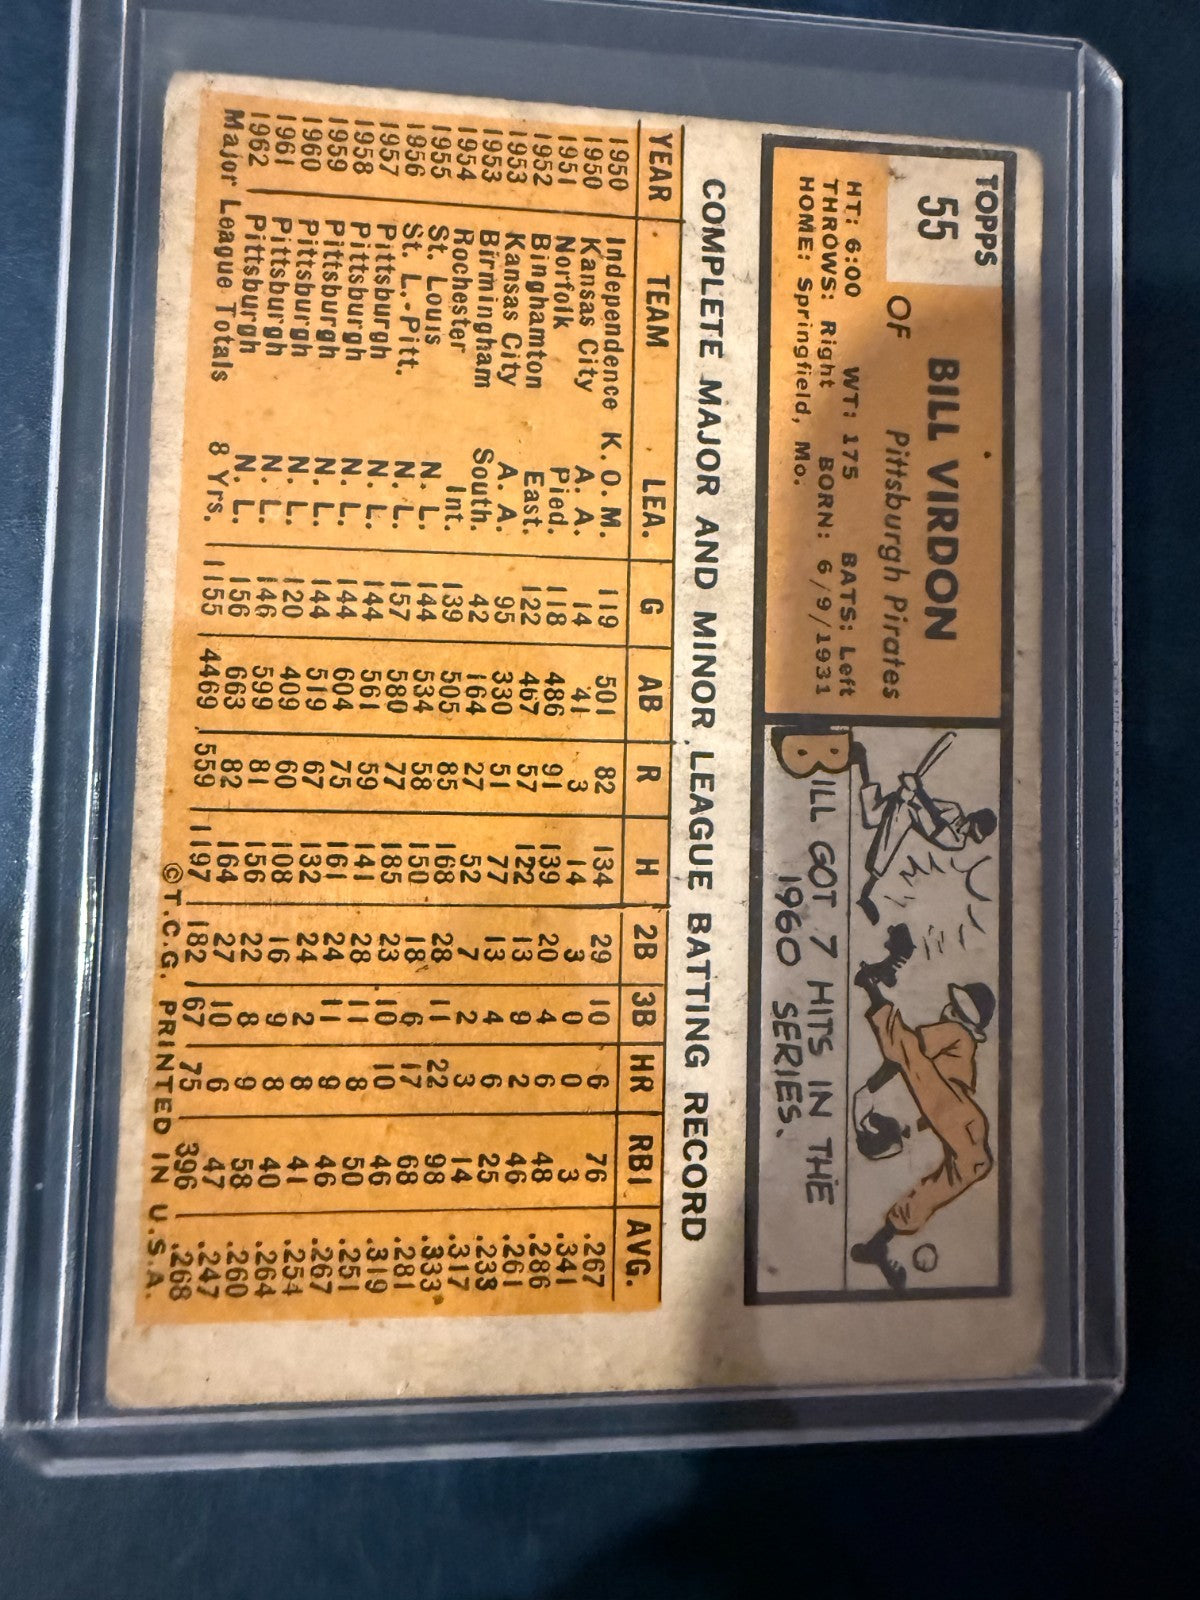 TOPPS
55
BILL VIRDON
OF Pittsburgh Pirates
HT: 6:00 WT: 175 BATS: Left
THROWS: Right BORN: 6/9/1931
HOME: Springfield, Mo.
BILL GOT 7 HITS IN THE
1960 SERIES.
COMPLETE MAJOR AND MINOR LEAGUE BATTING RECORD
YEAR TEAM LEA. G AB R H 2B 3B HR RBI AVG.
1950 Independence K.O.M. 119 501 82 134 29 10 6 76 .267
1950 Kansas City A.A. 14 41 3 14 3 0 0 3 .341
1951 Norfolk Pied. 118 486 91 139 20 4 6 48 .286
1952 Binghamton East. 122 467 57 122 13 9 2 46 .261
1953 Kansas City A.A. 95 330 51 77 13 4 6 25 .233
1953 Birmingham South. 42 164 27 52 7 2 3 14 .317
1954 Rochester Int. 139 505 85 168 28 11 22 98 .333
1955 St. Louis N.L. 144 534 58 150 18 6 17 68 .281
1956 St. L.-Pitt. N.L. 157 580 77 185 23 10 10 46 .319
1957 Pittsburgh N.L. 144 561 59 141 28 11 8 50 .251
1958 Pittsburgh N.L. 144 604 75 161 24 11 9 46 .267
1959 Pittsburgh N.L. 144 519 67 132 24 2 8 41 .254
1960 Pittsburgh N.L. 120 409 60 108 16 9 8 40 .264
1961 Pittsburgh N.L. 146 599 81 156 22 8 9 58 .260
1962 Pittsburgh N.L. 156 663 82 164 27 10 6 47 .247
Major League Totals 8 Yrs. 1155 4469 559 1197 182 67 75 396 .268
©T.C.G. PRINTED IN U.S.A.